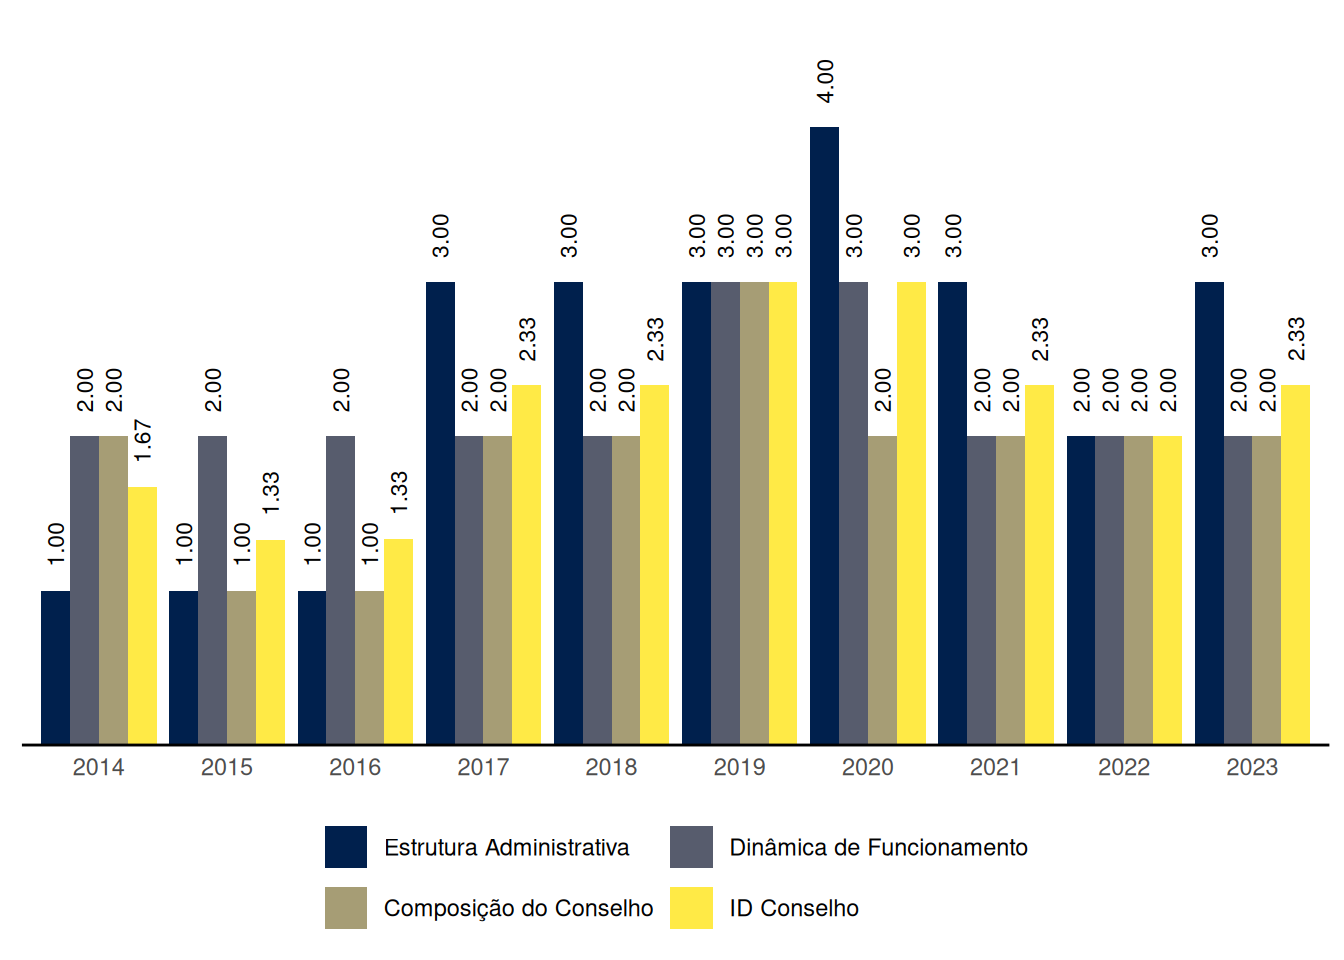 4.00
3.00 3.00 3.00 3.00 3.00 3.00 3.00 3.00 3.00 3.00
2.33 2.33 2.33 2.33
2.00 2.00 2.00 2.00 2.00 2.00 2.00 2.00 2.00 2.00 2.00 2.00 2.00 2.00 2.00 2.00 2.00
1.67
1.33 1.33
1.00 1.00 1.00 1.00 1.00
2014 2015 2016 2017 2018 2019 2020 2021 2022 2023
Estrutura Administrativa Dinâmica de Funcionamento
Composição do Conselho ID Conselho